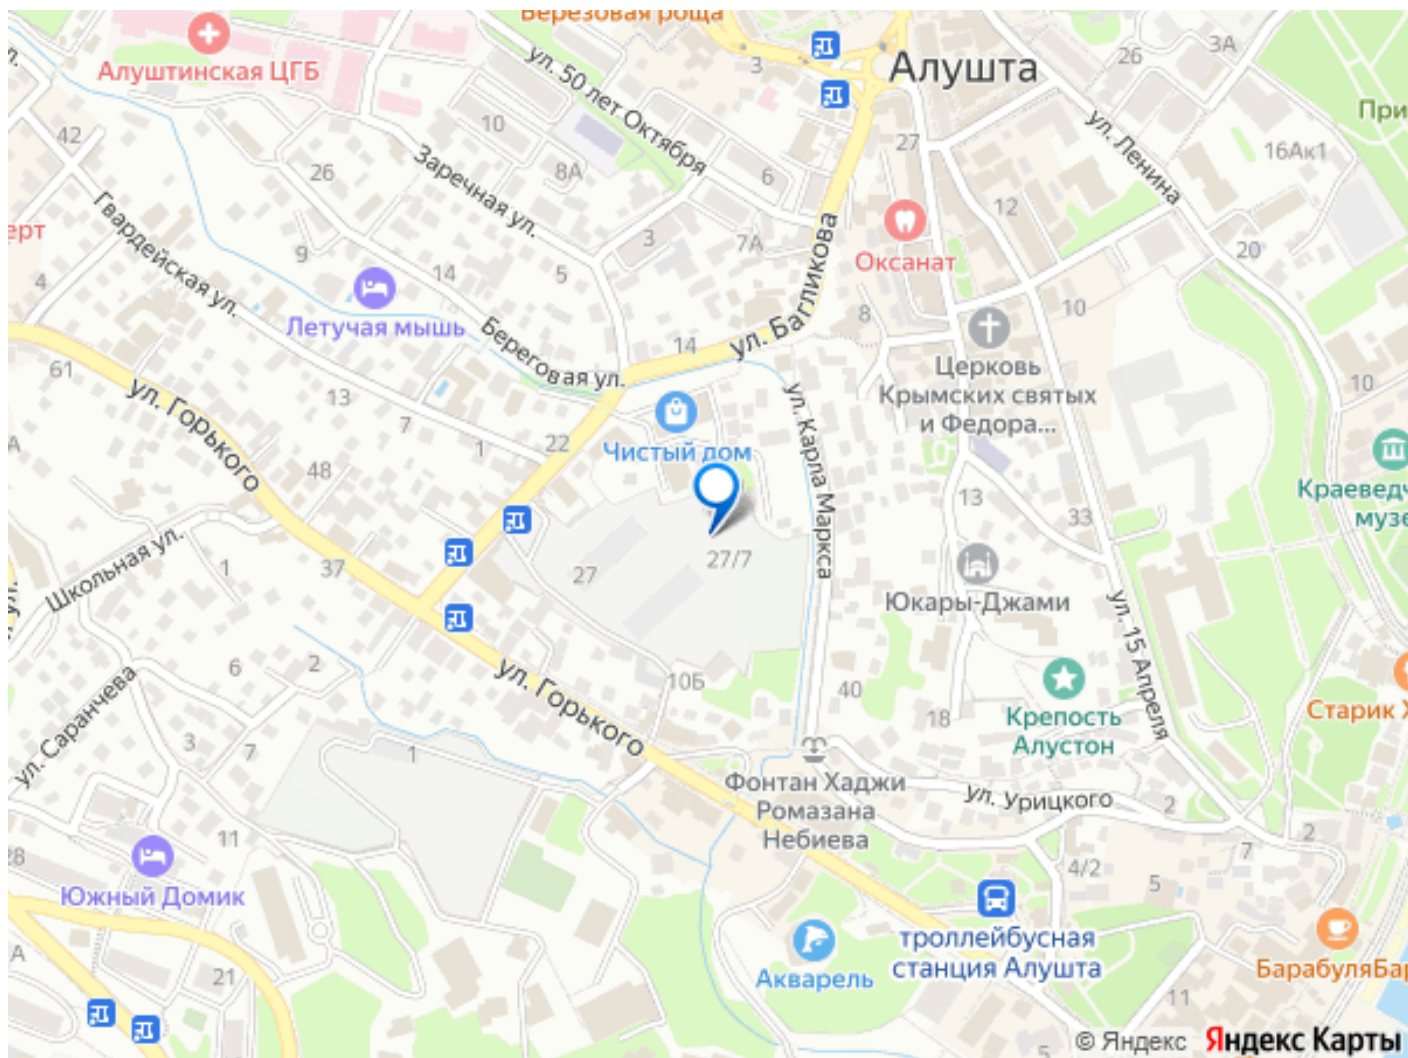 Березовая роща
Алуштинская ЦГБ
ул. 50 лет Октября
3
Алушта
26
3А
При
ул. Ленина
42
10
27
16Ак1
Заречная ул.
8А
26
6
12
Гвардейская ул.
ерт
3
7А
Оксанат
20
9
4
14
5
Летучая мышь
ул. Багликова
8
10
Береговая ул.
14
61
ул. Горького
13
7
1
22
48
Чистый дом
ул. Карла Маркса
Церковь
Крымских святых
и Федора...
10
Краеведч
музе
13
33
Школьная ул.
1
37
27
27/7
Юкары-Джами
ул. 15 Апреля
6
2
ул. Саранчева
3
7
1
ул. Горького
10Б
40
18
Крепость
Алустон
Старик Х
Фонтан Хаджи
Ромазана
Небиева
ул. Урицкого
2
2
7
11
28
Южный Домик
4/2
5
троллейбусная
станция Алушта
Акварель
БарабуляБар
А
21
11
5
© Яндекс Яндекс Карты